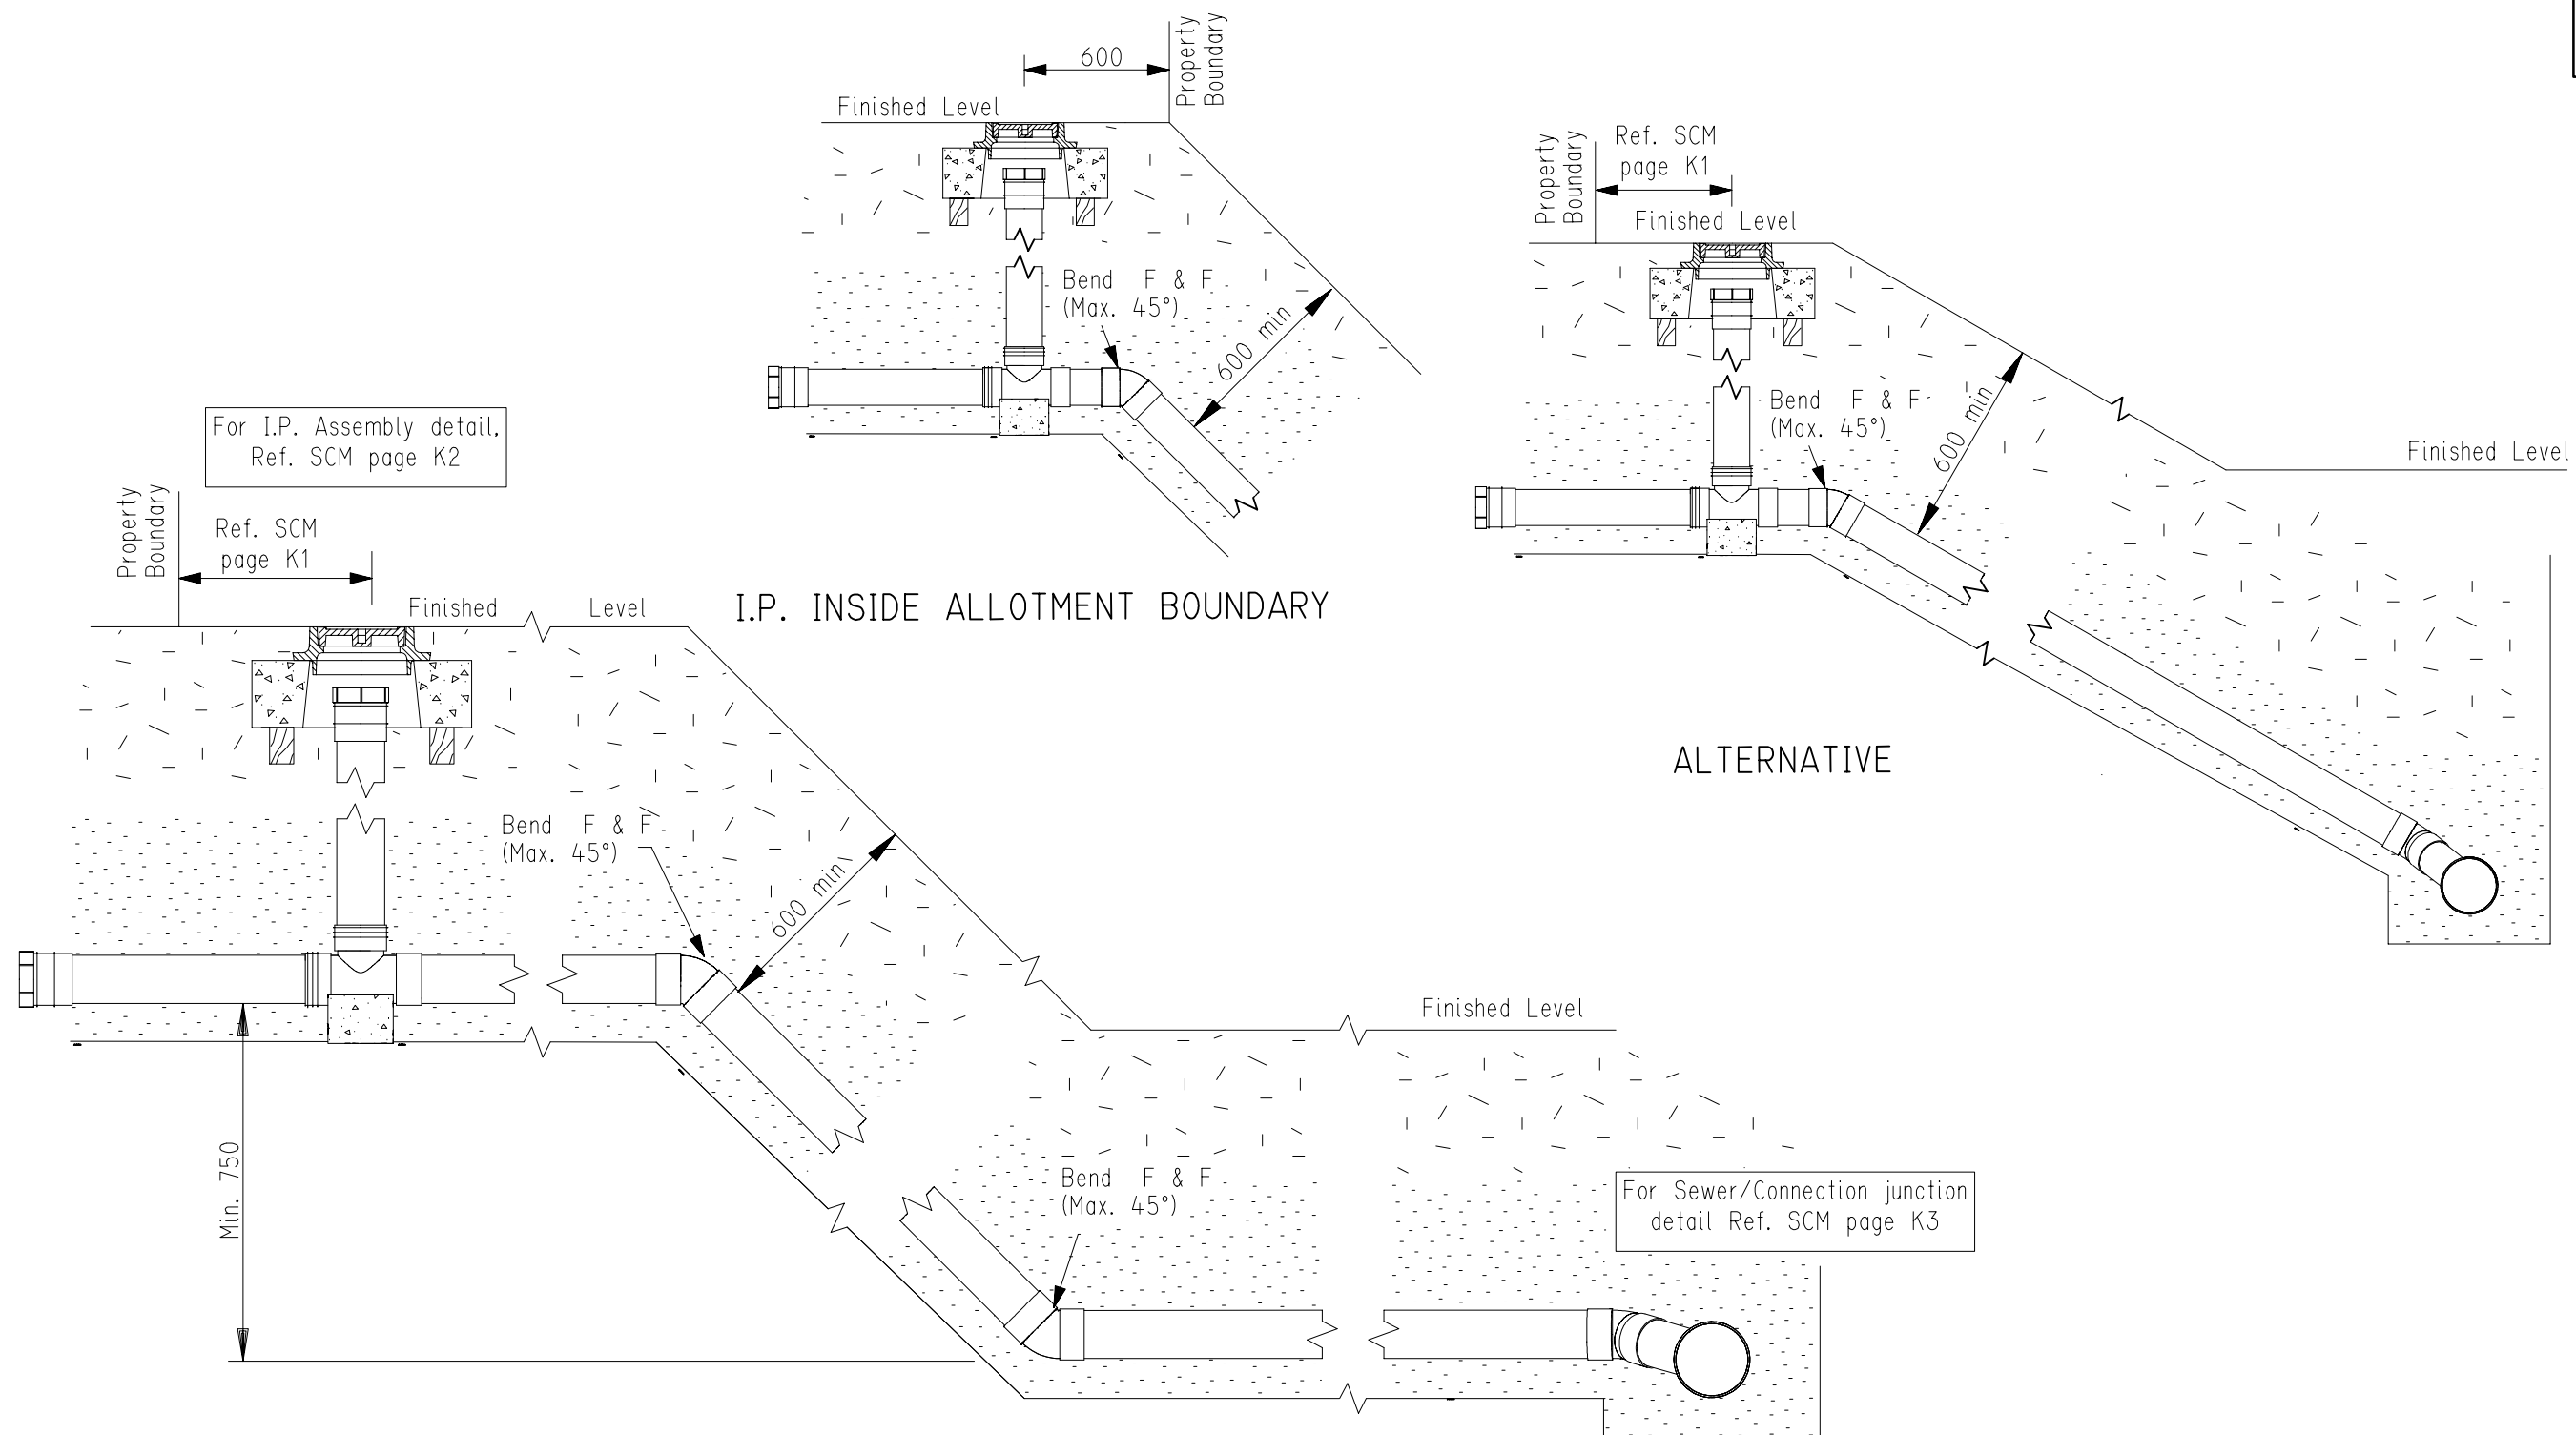 600
Property
Boundary
Finished Level
Bend F & F
(Max. 45°)
600 min
I.P. INSIDE ALLOTMENT BOUNDARY
Property
Boundary
Ref. SCM
page K1
Finished Level
Bend F & F
(Max. 45°)
600 min
Finished Level
ALTERNATIVE
For I.P. Assembly detail,
Ref. SCM page K2
Property
Boundary
Ref. SCM
page K1
Finished Level
Bend F & F
(Max. 45°)
600 min
Min. 750
Finished Level
Bend F & F
(Max. 45°)
For Sewer/Connection junction
detail Ref. SCM page K3